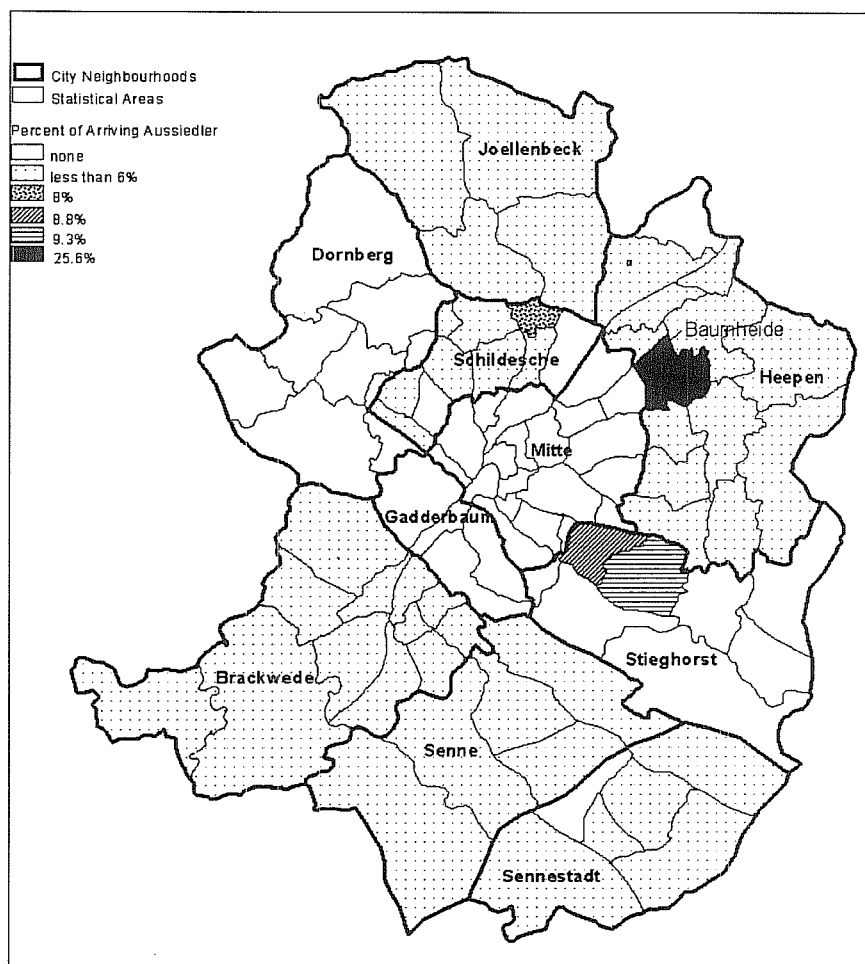 City Neighbourhoods
Statistical Areas
Percent of Arriving Aussiedler
none
less than 6%
8%
8.8%
9.3%
25.6%
Joellenbeck
Dornberg
Baumheide
Schildesche
Heepen
Mitte
Gadderbaum
Stieghorst
Brackwede
Senne
Sennestadt